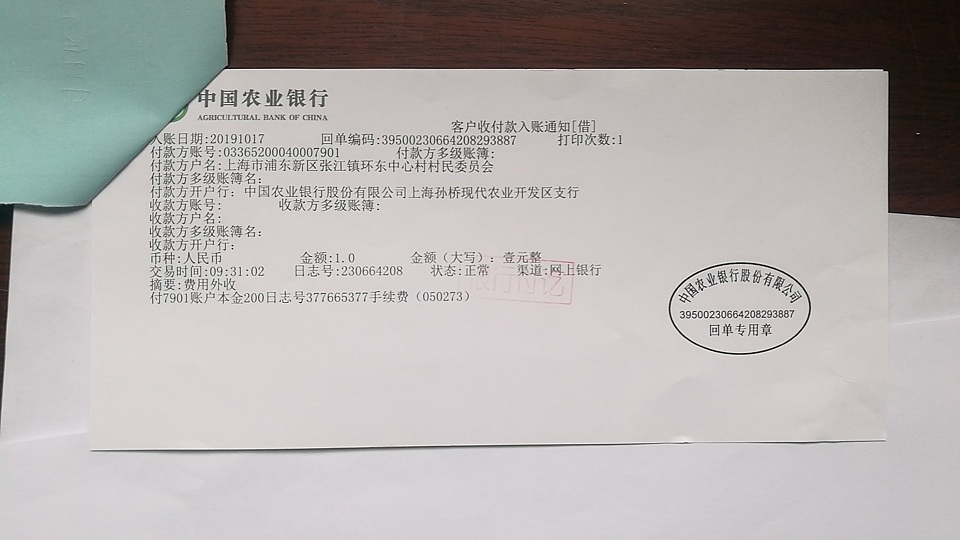 中国农业银行
AGRICULTURAL BANK OF CHINA
客户收付款入账通知[借]
入账日期:20191017 回单编码:39500230664208293887 打印次数:1
付款方账号:03365200040007901 付款方多级账簿:
付款方户名:上海市浦东新区张江镇环东中心村村民委员会
付款方多级账簿名:
付款方开户行: 中国农业银行股份有限公司上海孙桥现代农业开发区支行
收款方账号: 收款方多级账簿:
收款方户名:
收款方多级账簿名:
收款方开户行:
币种:人民币 金额:1.0 金额(大写): 壹元整
交易时间:09:31:02 日志号:230664208 状态:正常 渠道:网上银行
摘要:费用外收
付7901账户本金200日志号377665377手续费(050273)
银行付讫
中国农业银行股份有限公司
39500230664208293887
回单专用章